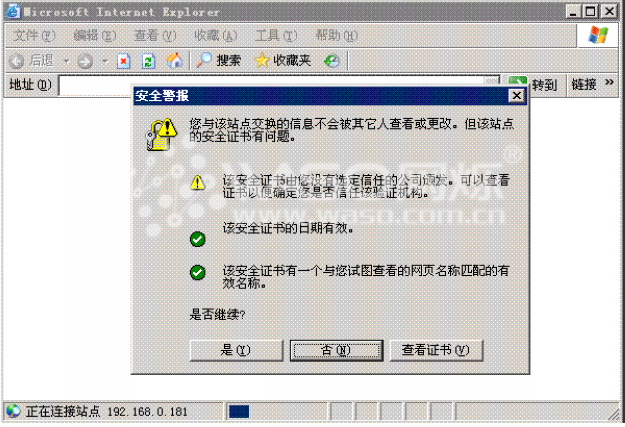 Microsoft Internet Explorer
文件(F) 编辑(E) 查看(V) 收藏(A) 工具(T) 帮助(H)
后退 搜索 收藏夹
地址(D) 转到 链接 »
安全警报
您与该站点交换的信息不会被其它人查看或更改。但该站点
的安全证书有问题。
该安全证书由您没有选定信任的公司颁发。可以查看
证书以便确定您是否信任该验证机构。
www.waso.com.cn
该安全证书的日期有效。
该安全证书有一个与您试图查看的网页名称匹配的有
效名称。
是否继续?
是(Y) 否(N) 查看证书(V)
正在连接站点 192.168.0.181